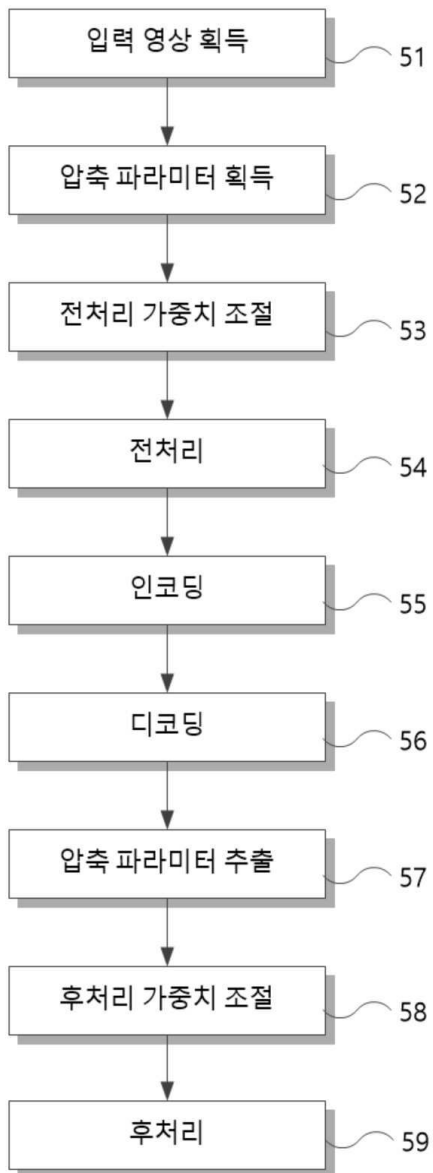 입력 영상 획득
51
압축 파라미터 획득
52
전처리 가중치 조절
53
전처리
54
인코딩
55
디코딩
56
압축 파라미터 추출
57
후처리 가중치 조절
58
후처리
59